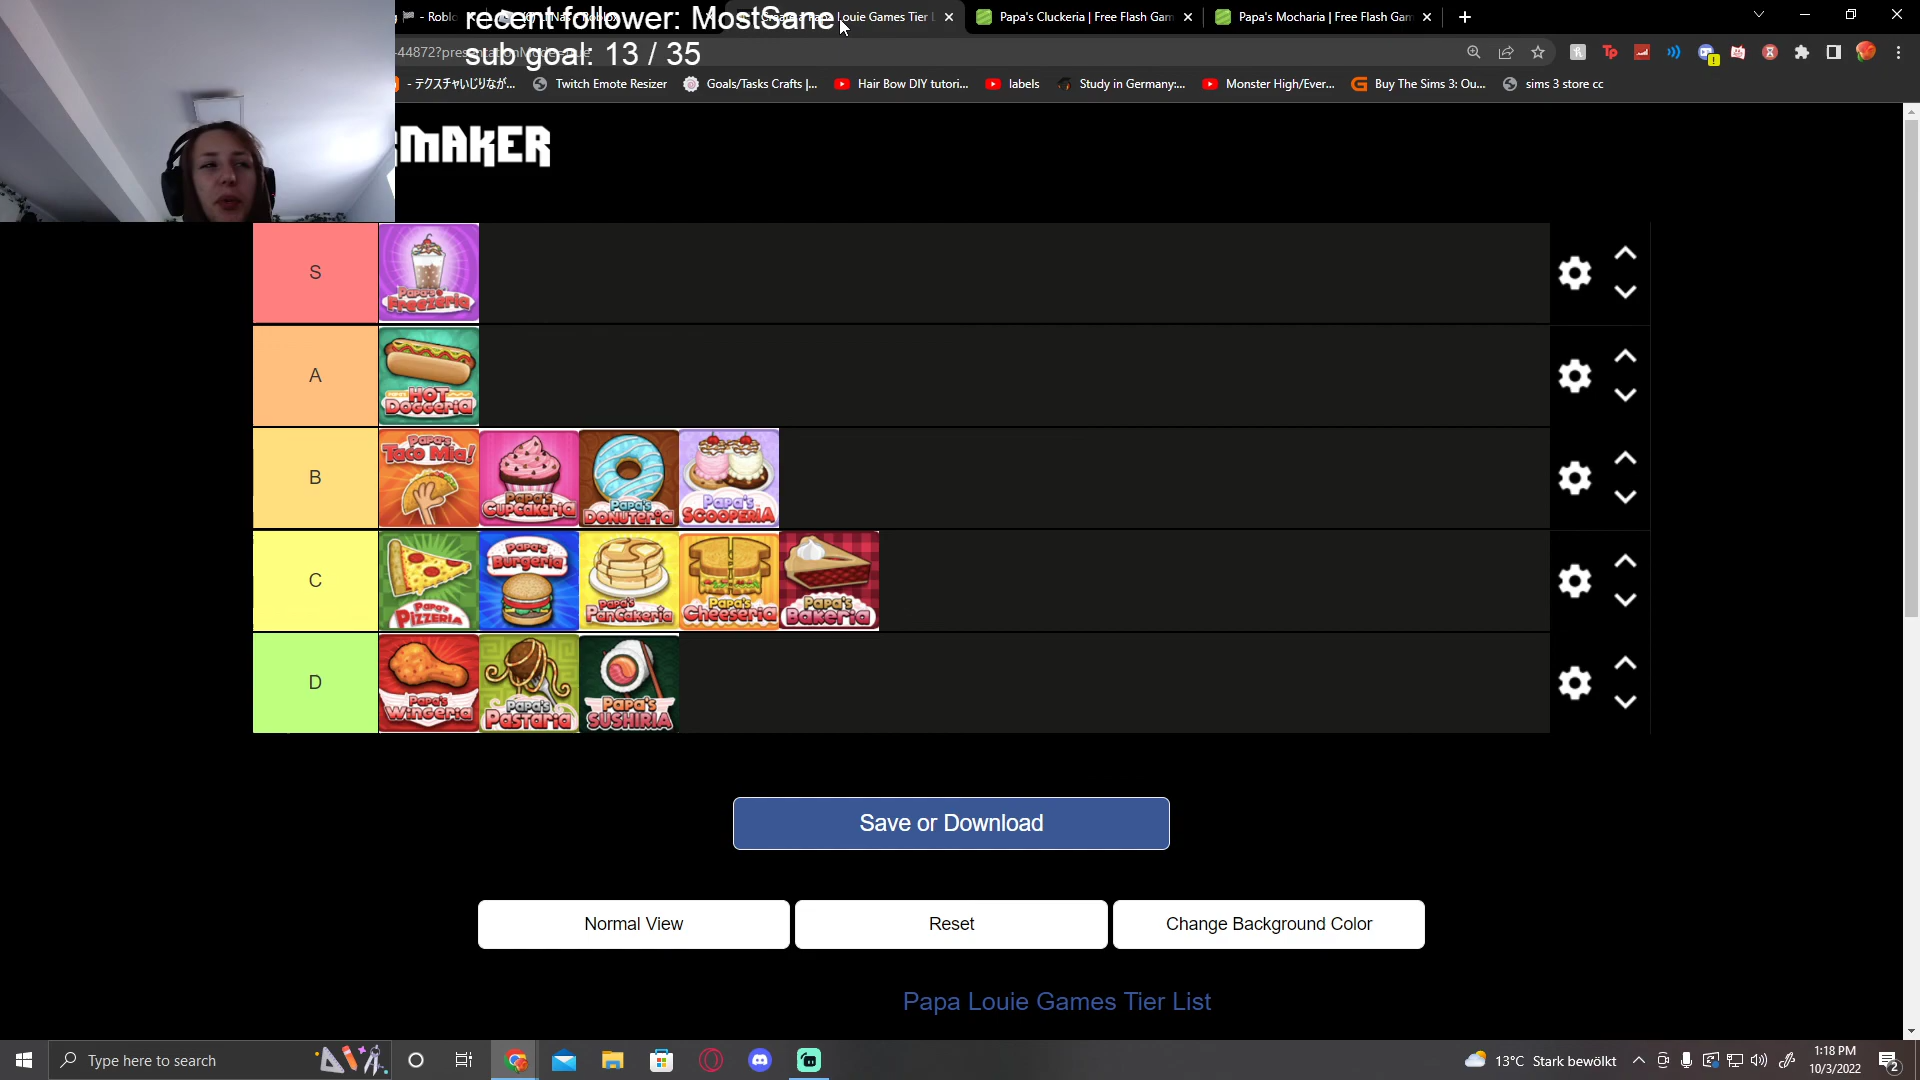 recent follower: MostSane
sub goal: 13 / 35
Louie Games Tier
Papa's Cluckeria | Free Flash Gam
Papa's Mocharia | Free Flash Gam
- テクスチャいじりなが...
Twitch Emote Resizer
Goals/Tasks Crafts |...
Hair Bow DIY tutori...
labels
Study in Germany:...
Monster High/Ever...
Buy The Sims 3: Ou...
sims 3 store cc
MAKER
S
Papa's Freezeria
A
HOT DOGGERIA
B
Papa's Taco Mia!
Papa's Cupcakeria
Papa's DONUTERIA
Papa's SCOOPERIA
C
Papa's PIZZERIA
Papa's Burgeria
Papa's PanCakeria
Papa's Cheeseria
Papa's Bakeria
D
Papa's Wingeria
Papa's Pastaria
Papa's SUSHIRIA
Save or Download
Normal View
Reset
Change Background Color
Papa Louie Games Tier List
Type here to search
13°C Stark bewölkt
1:18 PM
10/3/2022
2